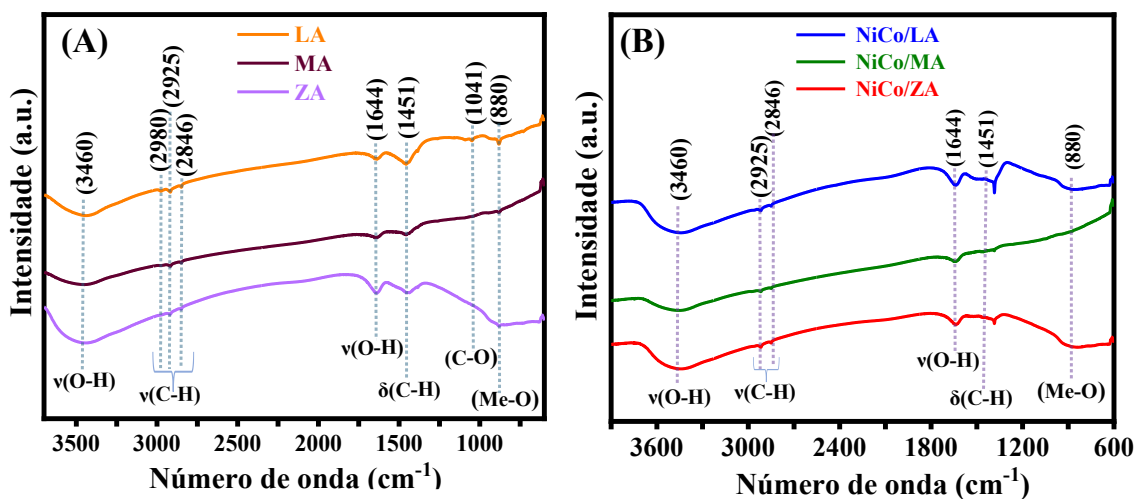 (A)
LA
MA
ZA
(3460)
(2980)
(2925)
(2846)
(1644)
(1451)
(1041)
(880)
ν(O-H)
ν(C-H)
ν(O-H)
δ(C-H)
(C-O)
(Me-O)
Intensidade (a.u.)
3500 3000 2500 2000 1500 1000
Número de onda (cm⁻¹)
(B)
NiCo/LA
NiCo/MA
NiCo/ZA
(3460)
(2925)
(2846)
(1644)
(1451)
(880)
ν(O-H)
ν(C-H)
ν(O-H)
δ(C-H)
(Me-O)
Intensidade (a.u.)
3600 3000 2400 1800 1200 600
Número de onda (cm⁻¹)